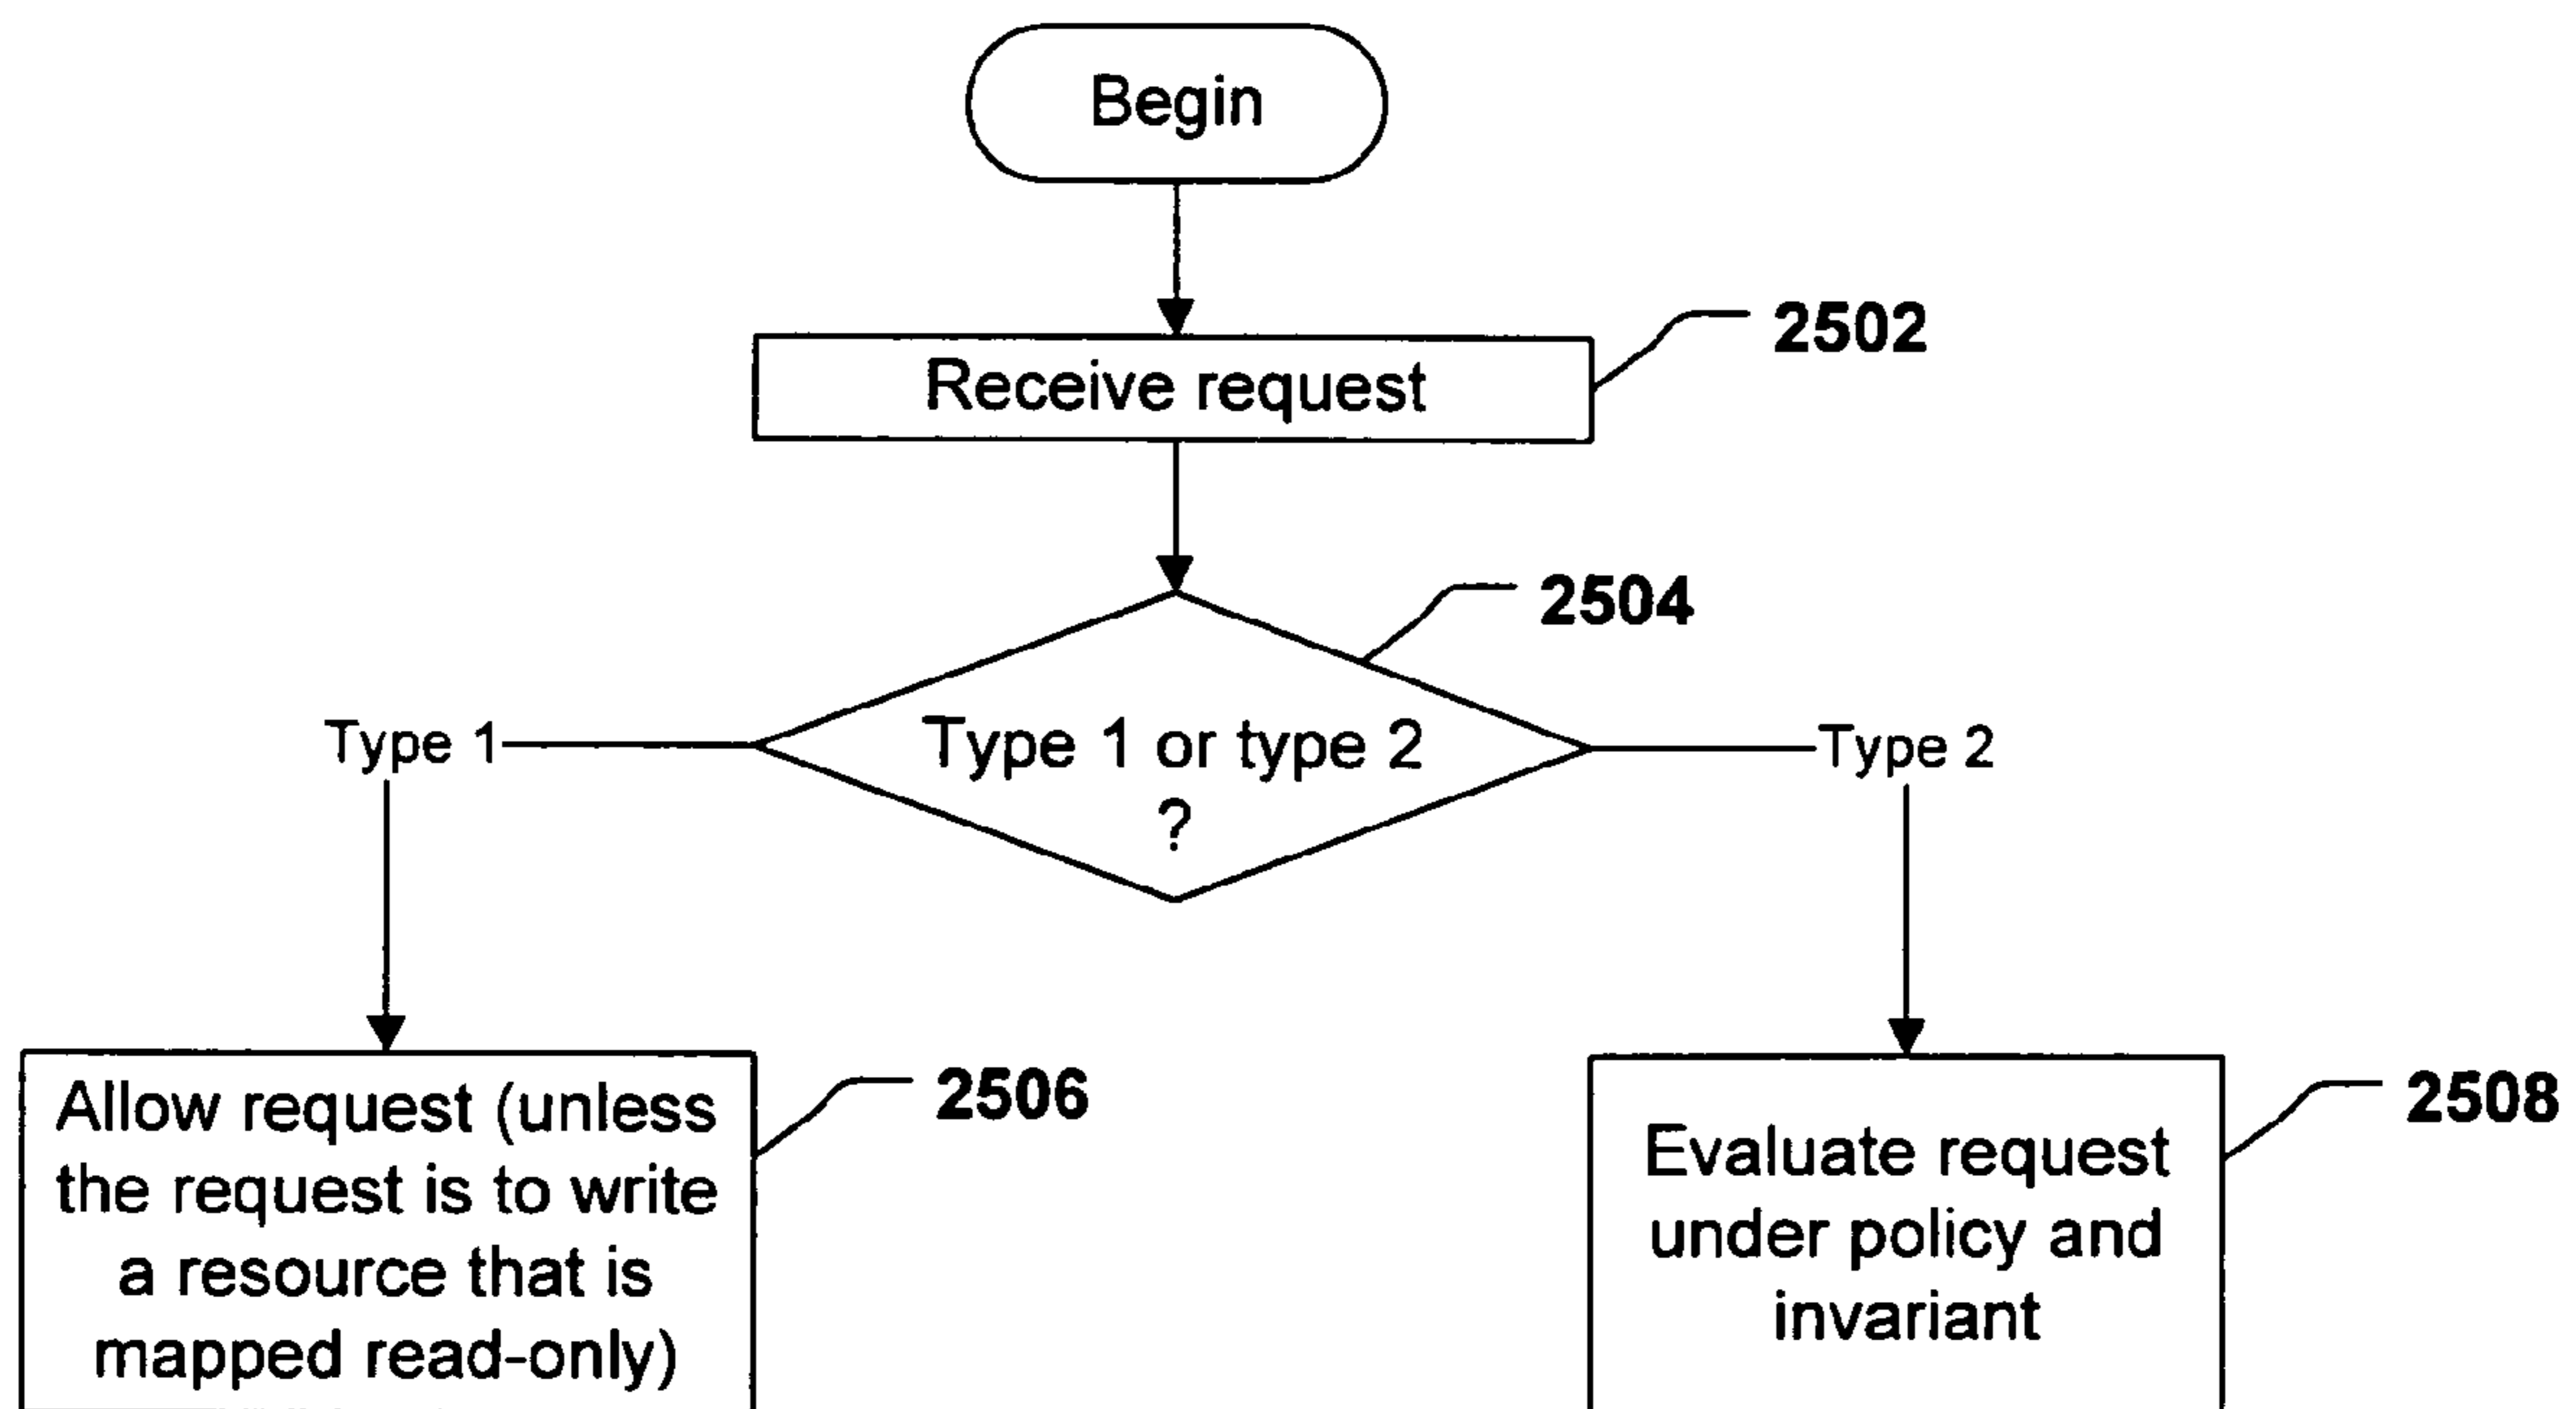 Begin
2502
Receive request
2504
Type 1
Type 1 or type 2
?
Type 2
Allow request (unless
the request is to write
a resource that is
mapped read-only)
2506
Evaluate request
under policy and
invariant
2508